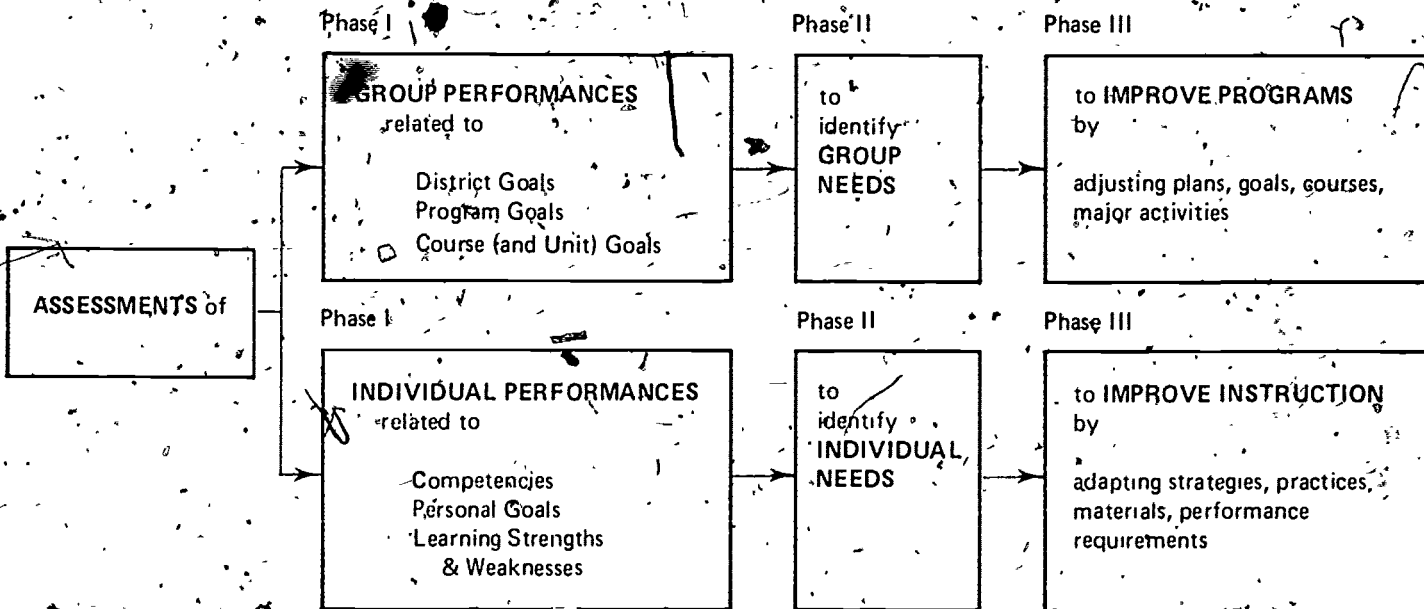 Phase I
Phase II
Phase III
GROUP PERFORMANCES
related to
District Goals
Program Goals
Course (and Unit) Goals
to
identify
GROUP
NEEDS
to IMPROVE PROGRAMS
by
adjusting plans, goals, courses,
major activities
ASSESSMENTS of
Phase I
Phase II
Phase III
INDIVIDUAL PERFORMANCES
related to
Competencies
Personal Goals
Learning Strengths
& Weaknesses
to
identify
INDIVIDUAL
NEEDS
to IMPROVE INSTRUCTION
by
adapting strategies, practices,
materials, performance
requirements